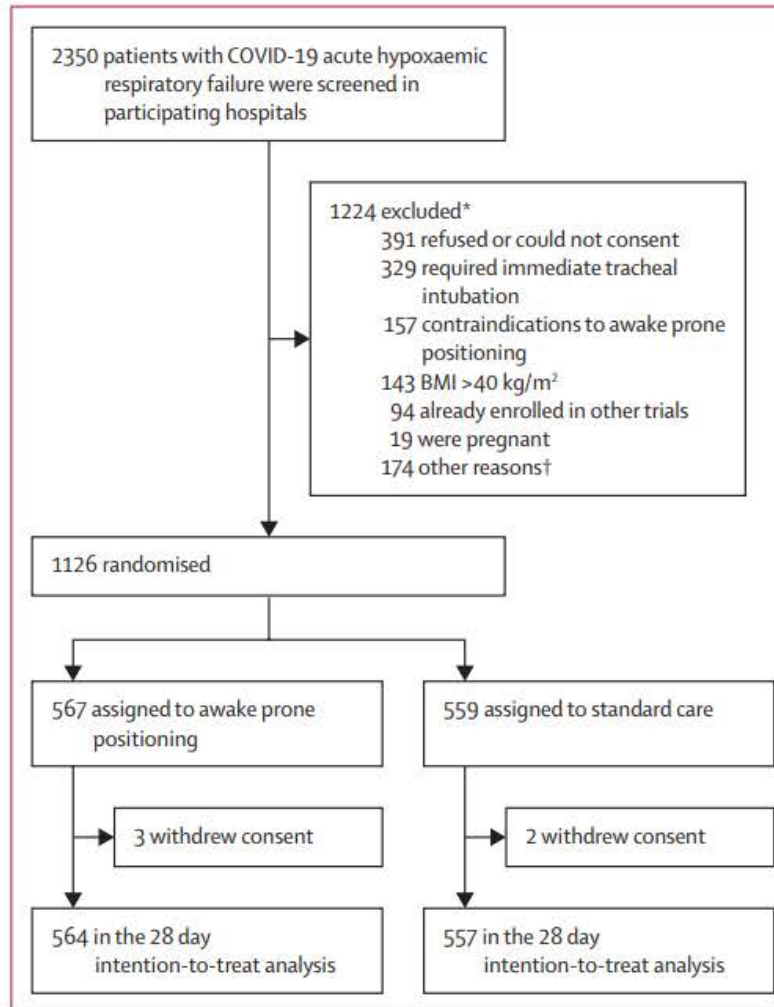 2350 patients with COVID-19 acute hypoxaemic
respiratory failure were screened in
participating hospitals
1224 excluded*
391 refused or could not consent
329 required immediate tracheal
intubation
157 contraindications to awake prone
positioning
143 BMI >40 kg/m²
94 already enrolled in other trials
19 were pregnant
174 other reasons†
1126 randomised
567 assigned to awake prone
positioning
559 assigned to standard care
3 withdrew consent
2 withdrew consent
564 in the 28 day
intention-to-treat analysis
557 in the 28 day
intention-to-treat analysis